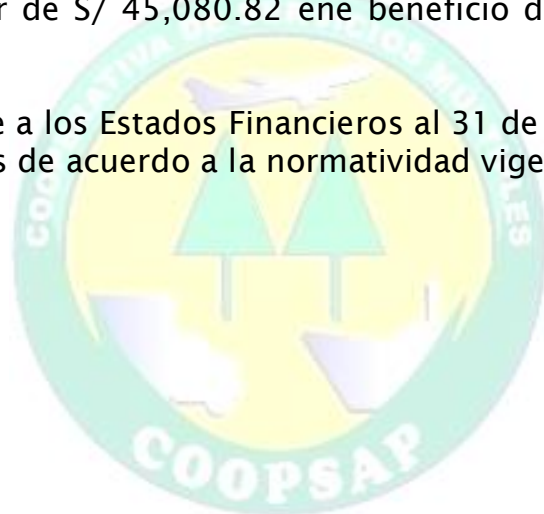 r de S/ 45,080.82 ene beneficio d
e a los Estados Financieros al 31 de
s de acuerdo a la normatividad vige
COOPSAP